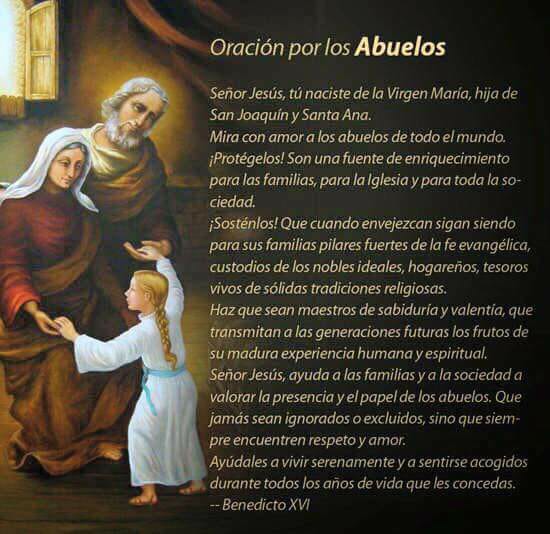 Oración por los Abuelos
Señor Jesús, tú naciste de la Virgen María, hija de
San Joaquín y Santa Ana.
Mira con amor a los abuelos de todo el mundo.
¡Protégelos! Son una fuente de enriquecimiento
para las familias, para la Iglesia y para toda la so-
ciedad.
¡Sosténlos! Que cuando envejezcan sigan siendo
para sus familias pilares fuertes de la fe evangélica,
custodios de los nobles ideales, hogareños, tesoros
vivos de sólidas tradiciones religiosas.
Haz que sean maestros de sabiduría y valentía, que
transmitan a las generaciones futuras los frutos de
su madura experiencia humana y espiritual.
Señor Jesús, ayuda a las familias y a la sociedad a
valorar la presencia y el papel de los abuelos. Que
jamás sean ignorados o excluidos, sino que siem-
pre encuentren respeto y amor.
Ayúdales a vivir serenamente y a sentirse acogidos
durante todos los años de vida que les concedas.
-- Benedicto XVI